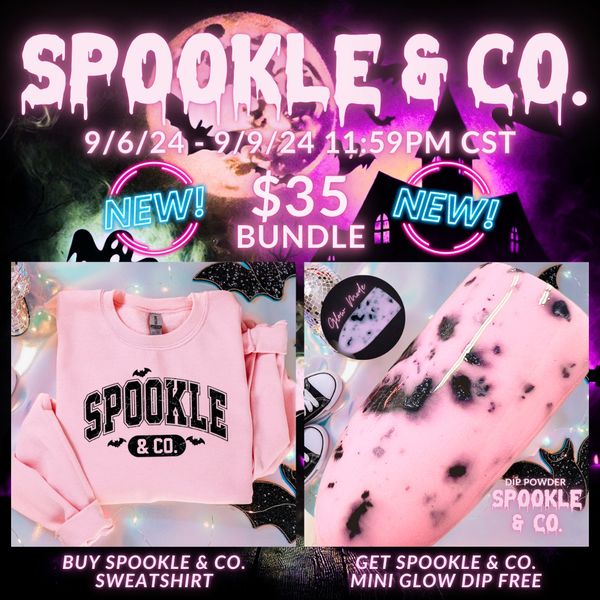 SPOOKLE & CO.
9/6/24 - 9/9/24 11:59PM CST
NEW!
$35
BUNDLE
NEW!
SPOOKLE
& CO.
Glow Mode
DIP POWDER
SPOOKLE
& CO.
BUY SPOOKLE & CO.
SWEATSHIRT
GET SPOOKLE & CO.
MINI GLOW DIP FREE